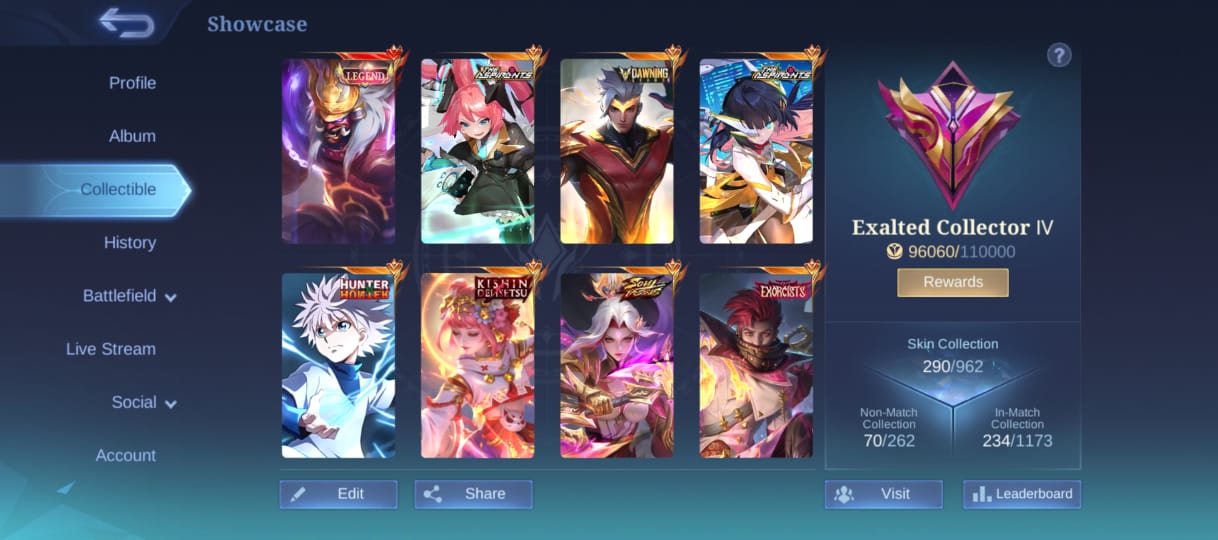 Showcase
Profile
Album
Collectible
History
Battlefield
Live Stream
Social
Account
LEGEND
THE ASPIRANTS
DAWNING
THE ASPIRANTS
HUNTER
HUNTER
KISHIN
DENSETSU
SOUL
VESSELS
EXORCISTS
Edit
Share
?
Exalted Collector IV
96060/110000
Rewards
Skin Collection
290/962
Non-Match
Collection
70/262
In-Match
Collection
234/1173
Visit
Leaderboard